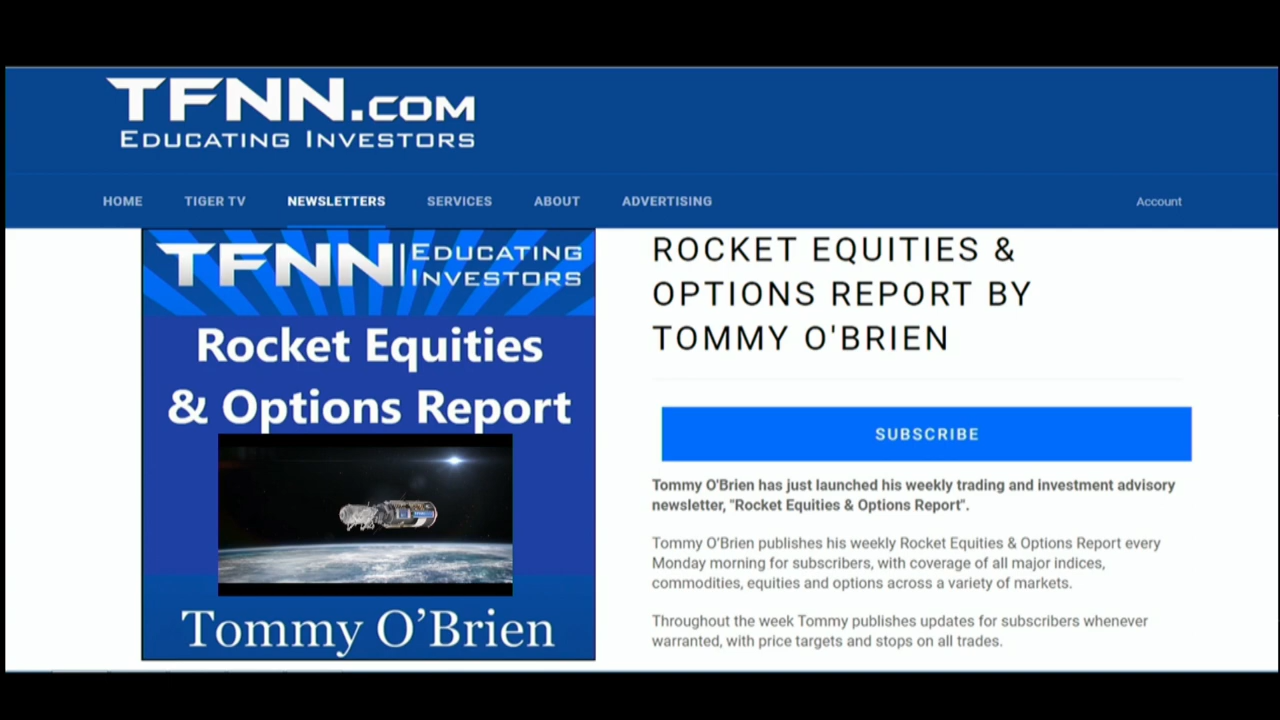 TFNN.COM
EDUCATING INVESTORS
HOME TIGER TV NEWSLETTERS SERVICES ABOUT ADVERTISING Account
TFNN EDUCATING
INVESTORS
Rocket Equities
& Options Report
Tommy O’Brien
ROCKET EQUITIES &
OPTIONS REPORT BY
TOMMY O'BRIEN
SUBSCRIBE
Tommy O'Brien has just launched his weekly trading and investment advisory
newsletter, "Rocket Equities & Options Report".
Tommy O’Brien publishes his weekly Rocket Equities & Options Report every
Monday morning for subscribers, with coverage of all major indices,
commodities, equities and options across a variety of markets.
Throughout the week Tommy publishes updates for subscribers whenever
warranted, with price targets and stops on all trades.